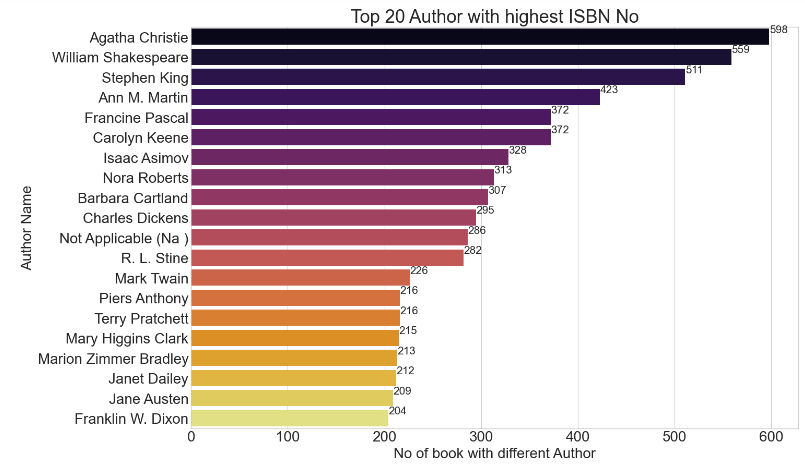 Top 20 Author with highest ISBN No
Agatha Christie 598
William Shakespeare 559
Stephen King 511
Ann M. Martin 423
Francine Pascal 372
Carolyn Keene 372
Isaac Asimov 328
Nora Roberts 313
Barbara Cartland 307
Charles Dickens 295
Not Applicable (Na ) 286
R. L. Stine 282
Mark Twain 226
Piers Anthony 216
Terry Pratchett 216
Mary Higgins Clark 215
Marion Zimmer Bradley 213
Janet Dailey 212
Jane Austen 209
Franklin W. Dixon 204
Author Name
0 100 200 300 400 500 600
No of book with different Author